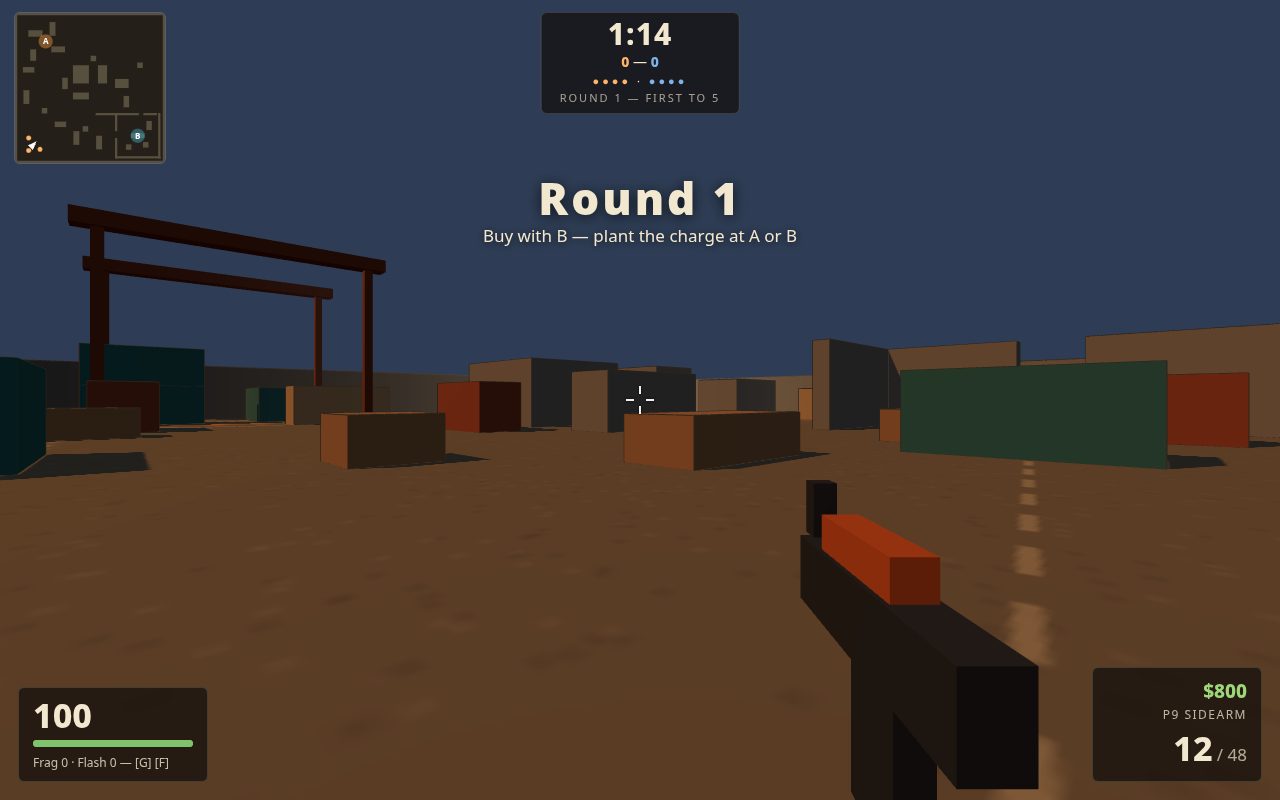 A
B
1:14
0 — 0
ROUND 1 — FIRST TO 5
Round 1
Buy with B — plant the charge at A or B
100
Frag 0 · Flash 0 — [G] [F]
$800
P9 SIDEARM
12 / 48